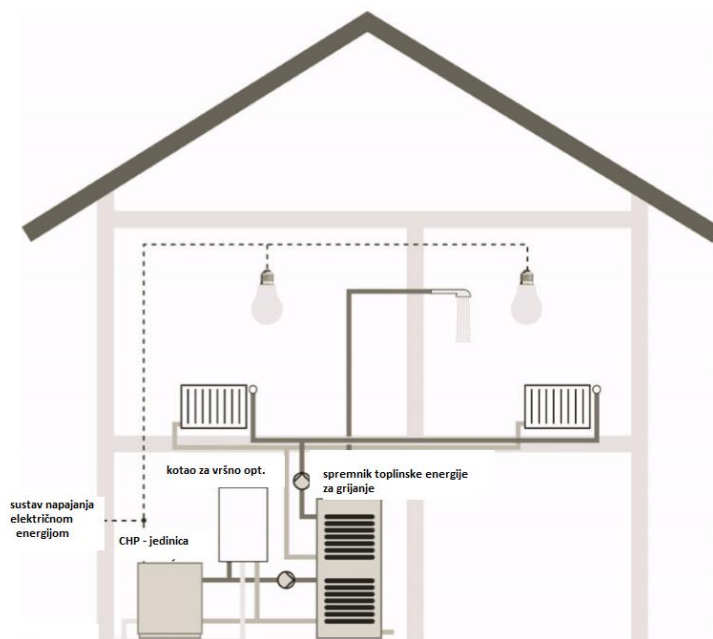 kotao za vršno opt.
spremnik toplinske energije
za grijanje
sustav napajanja
električnom
energijom
CHP - jedinica